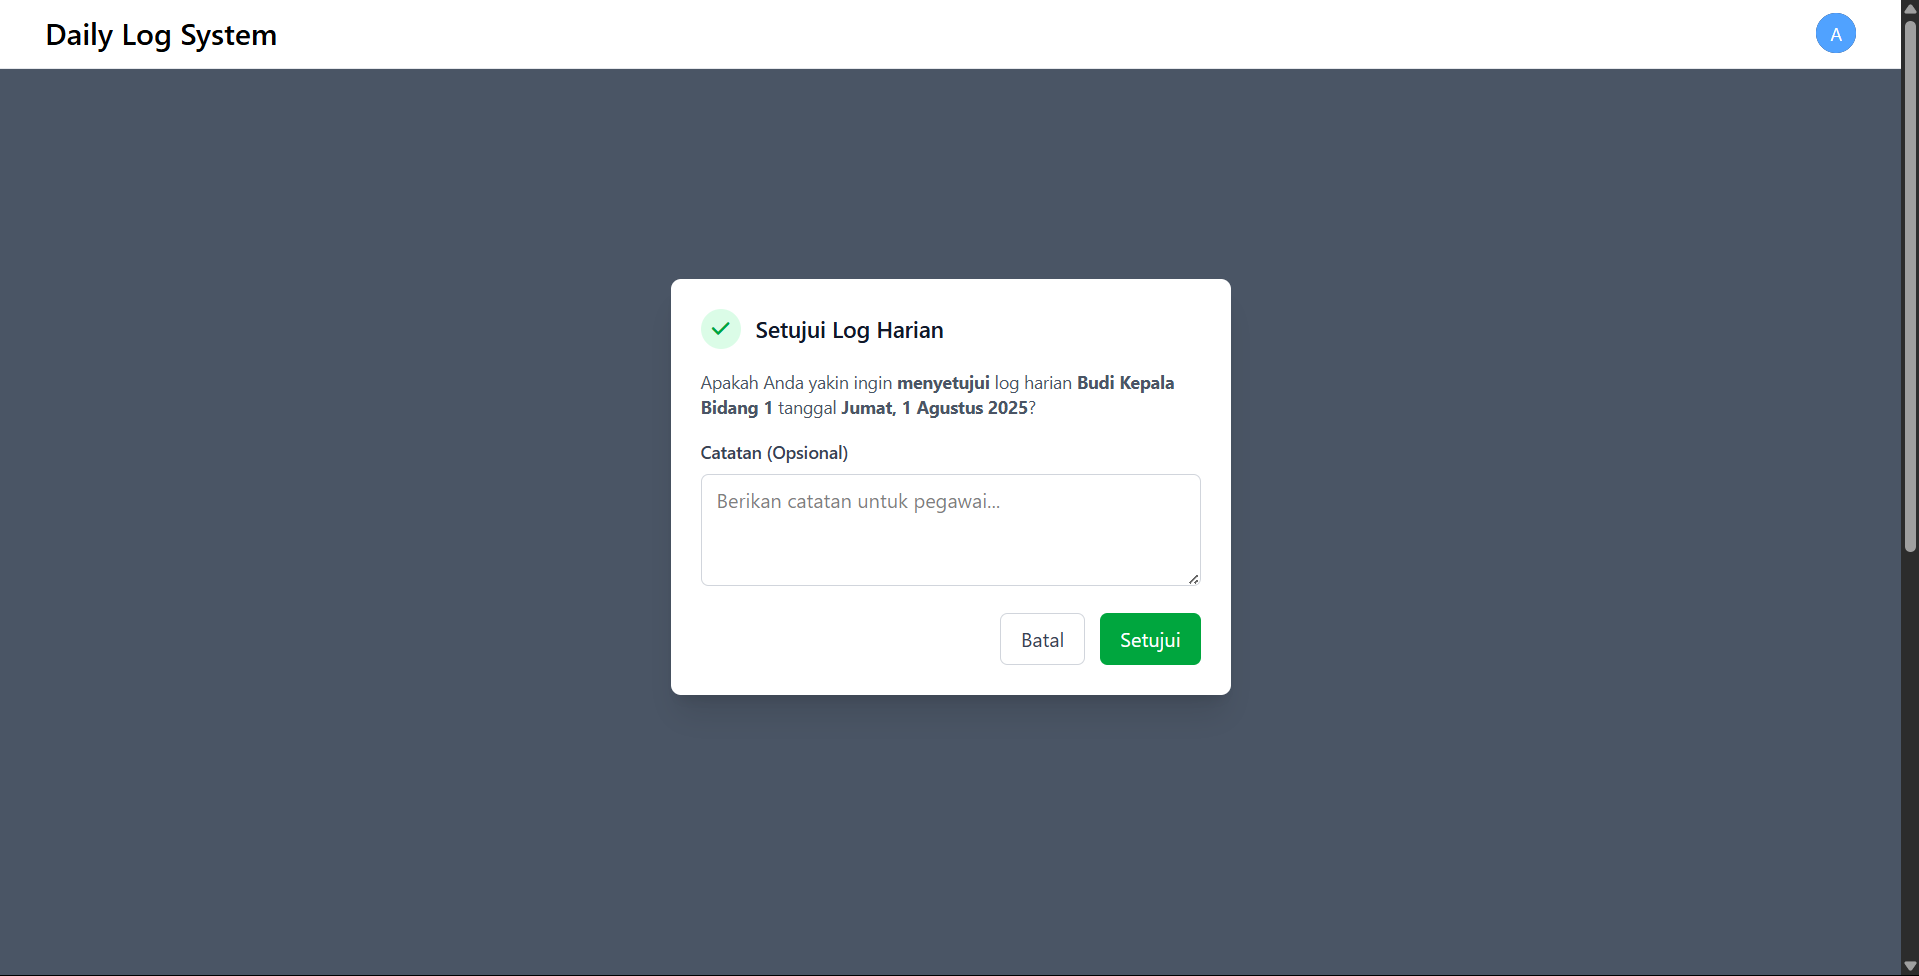 Daily Log System
A
Setujui Log Harian
Apakah Anda yakin ingin menyetujui log harian Budi Kepala
Bidang 1 tanggal Jumat, 1 Agustus 2025?
Catatan (Opsional)
Berikan catatan untuk pegawai...
Batal
Setujui